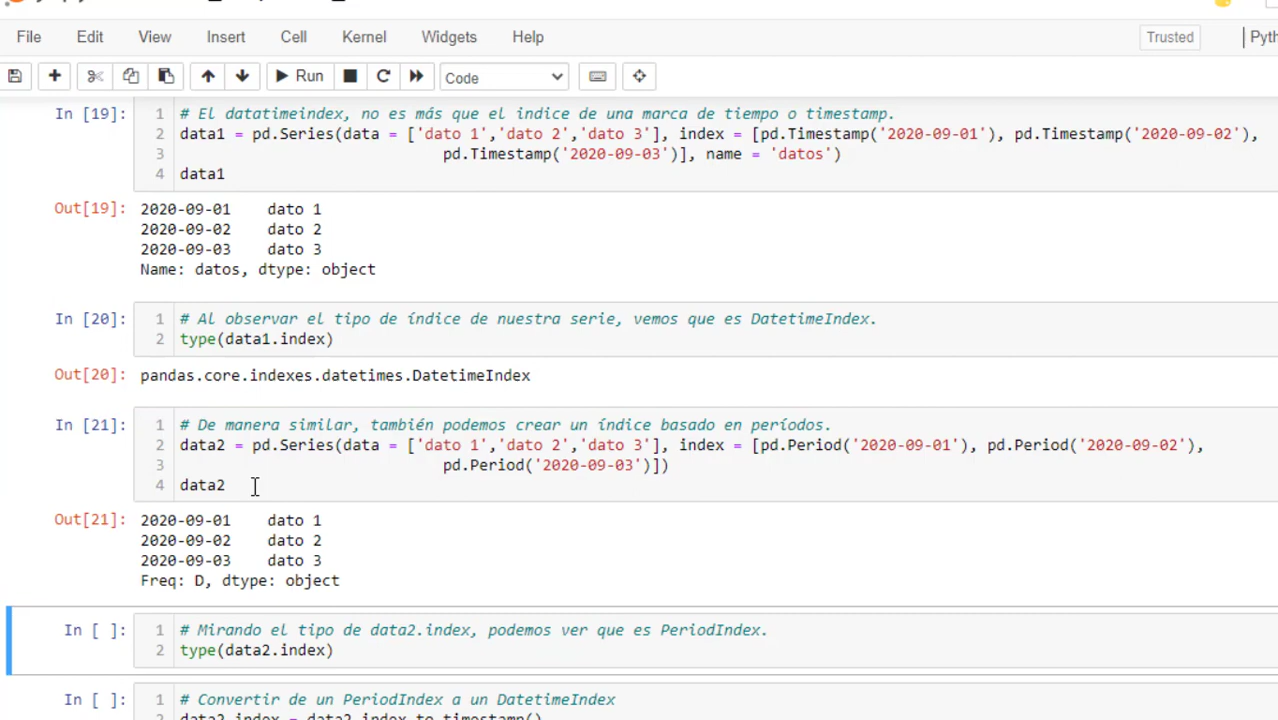 File Edit View Insert Cell Kernel Widgets Help Trusted
Run Code
In [19]: 1 # El datatimeindex, no es más que el indice de una marca de tiempo o timestamp.
2 data1 = pd.Series(data = ['dato 1','dato 2','dato 3'], index = [pd.Timestamp('2020-09-01'), pd.Timestamp('2020-09-02'),
3 pd.Timestamp('2020-09-03')], name = 'datos')
4 data1
Out[19]: 2020-09-01 dato 1
2020-09-02 dato 2
2020-09-03 dato 3
Name: datos, dtype: object
In [20]: 1 # Al observar el tipo de índice de nuestra serie, vemos que es DatetimeIndex.
2 type(data1.index)
Out[20]: pandas.core.indexes.datetimes.DatetimeIndex
In [21]: 1 # De manera similar, también podemos crear un índice basado en períodos.
2 data2 = pd.Series(data = ['dato 1','dato 2','dato 3'], index = [pd.Period('2020-09-01'), pd.Period('2020-09-02'),
3 pd.Period('2020-09-03')])
4 data2
Out[21]: 2020-09-01 dato 1
2020-09-02 dato 2
2020-09-03 dato 3
Freq: D, dtype: object
In [ ]: 1 # Mirando el tipo de data2.index, podemos ver que es PeriodIndex.
2 type(data2.index)
In [ ]: 1 # Convertir de un PeriodIndex a un DatetimeIndex
2 data2.index = data2.index.to_timestamp()